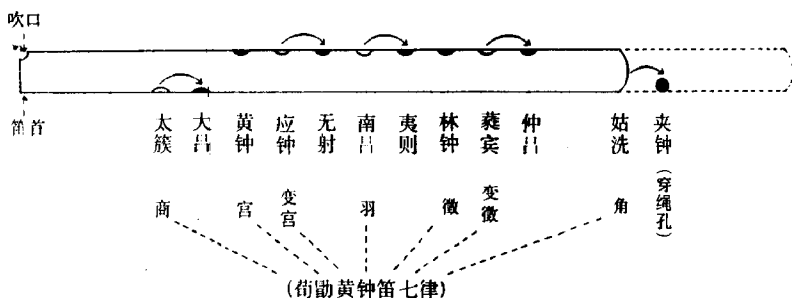 吹口
笛首
太簇 大吕 黄钟 应钟 无射 南吕 夷则 林钟 蕤宾 仲吕 姑洗 夹钟(穿绳孔)
商 宫 变宫 羽 徵 变徵 角
(荀勖黄钟笛七律)